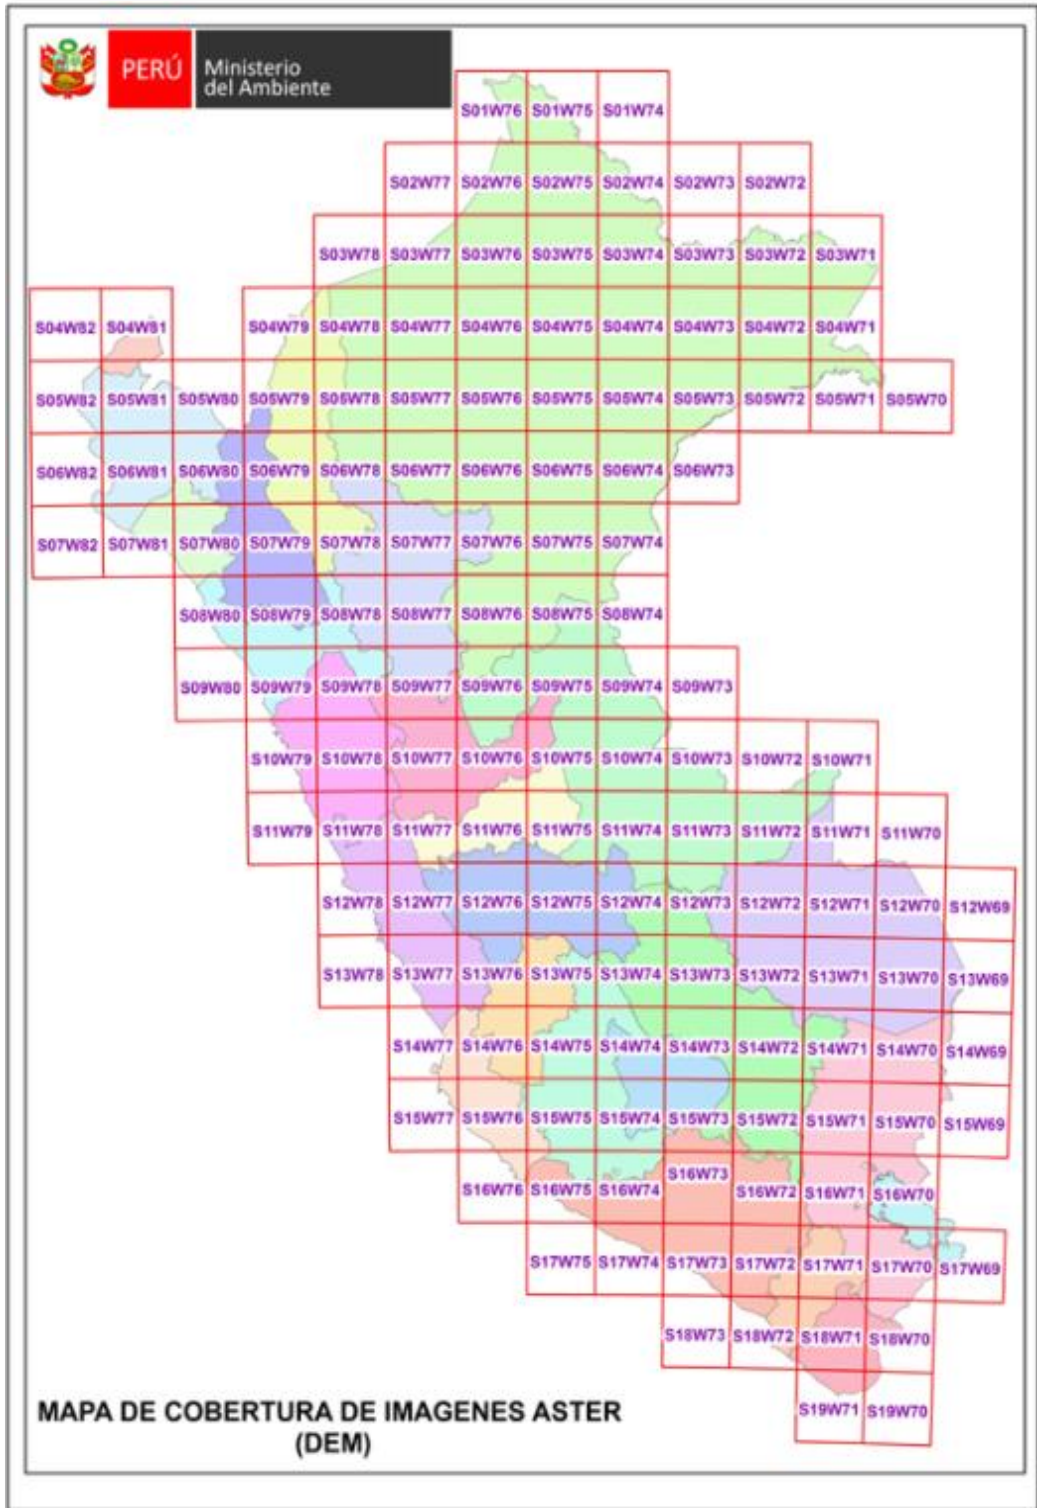 PERÚ
Ministerio
del Ambiente
S01W76 S01W75 S01W74
S02W77 S02W76 S02W75 S02W74 S02W73 S02W72
S03W78 S03W77 S03W76 S03W75 S03W74 S03W73 S03W72 S03W71
S04W82 S04W81 S04W79 S04W78 S04W77 S04W76 S04W75 S04W74 S04W73 S04W72 S04W71
S05W82 S05W81 S05W80 S05W79 S05W78 S05W77 S05W76 S05W75 S05W74 S05W73 S05W72 S05W71 S05W70
S06W82 S06W81 S06W80 S06W79 S06W78 S06W77 S06W76 S06W75 S06W74 S06W73
S07W82 S07W81 S07W80 S07W79 S07W78 S07W77 S07W76 S07W75 S07W74
S08W80 S08W79 S08W78 S08W77 S08W76 S08W75 S08W74
S09W80 S09W79 S09W78 S09W77 S09W76 S09W75 S09W74 S09W73
S10W79 S10W78 S10W77 S10W76 S10W75 S10W74 S10W73 S10W72 S10W71
S11W79 S11W78 S11W77 S11W76 S11W75 S11W74 S11W73 S11W72 S11W71 S11W70
S12W78 S12W77 S12W76 S12W75 S12W74 S12W73 S12W72 S12W71 S12W70 S12W69
S13W78 S13W77 S13W76 S13W75 S13W74 S13W73 S13W72 S13W71 S13W70 S13W69
S14W77 S14W76 S14W75 S14W74 S14W73 S14W72 S14W71 S14W70 S14W69
S15W77 S15W76 S15W75 S15W74 S15W73 S15W72 S15W71 S15W70 S15W69
S16W76 S16W75 S16W74 S16W73 S16W72 S16W71 S16W70
S17W75 S17W74 S17W73 S17W72 S17W71 S17W70 S17W69
S18W73 S18W72 S18W71 S18W70
S19W71 S19W70
MAPA DE COBERTURA DE IMAGENES ASTER
(DEM)